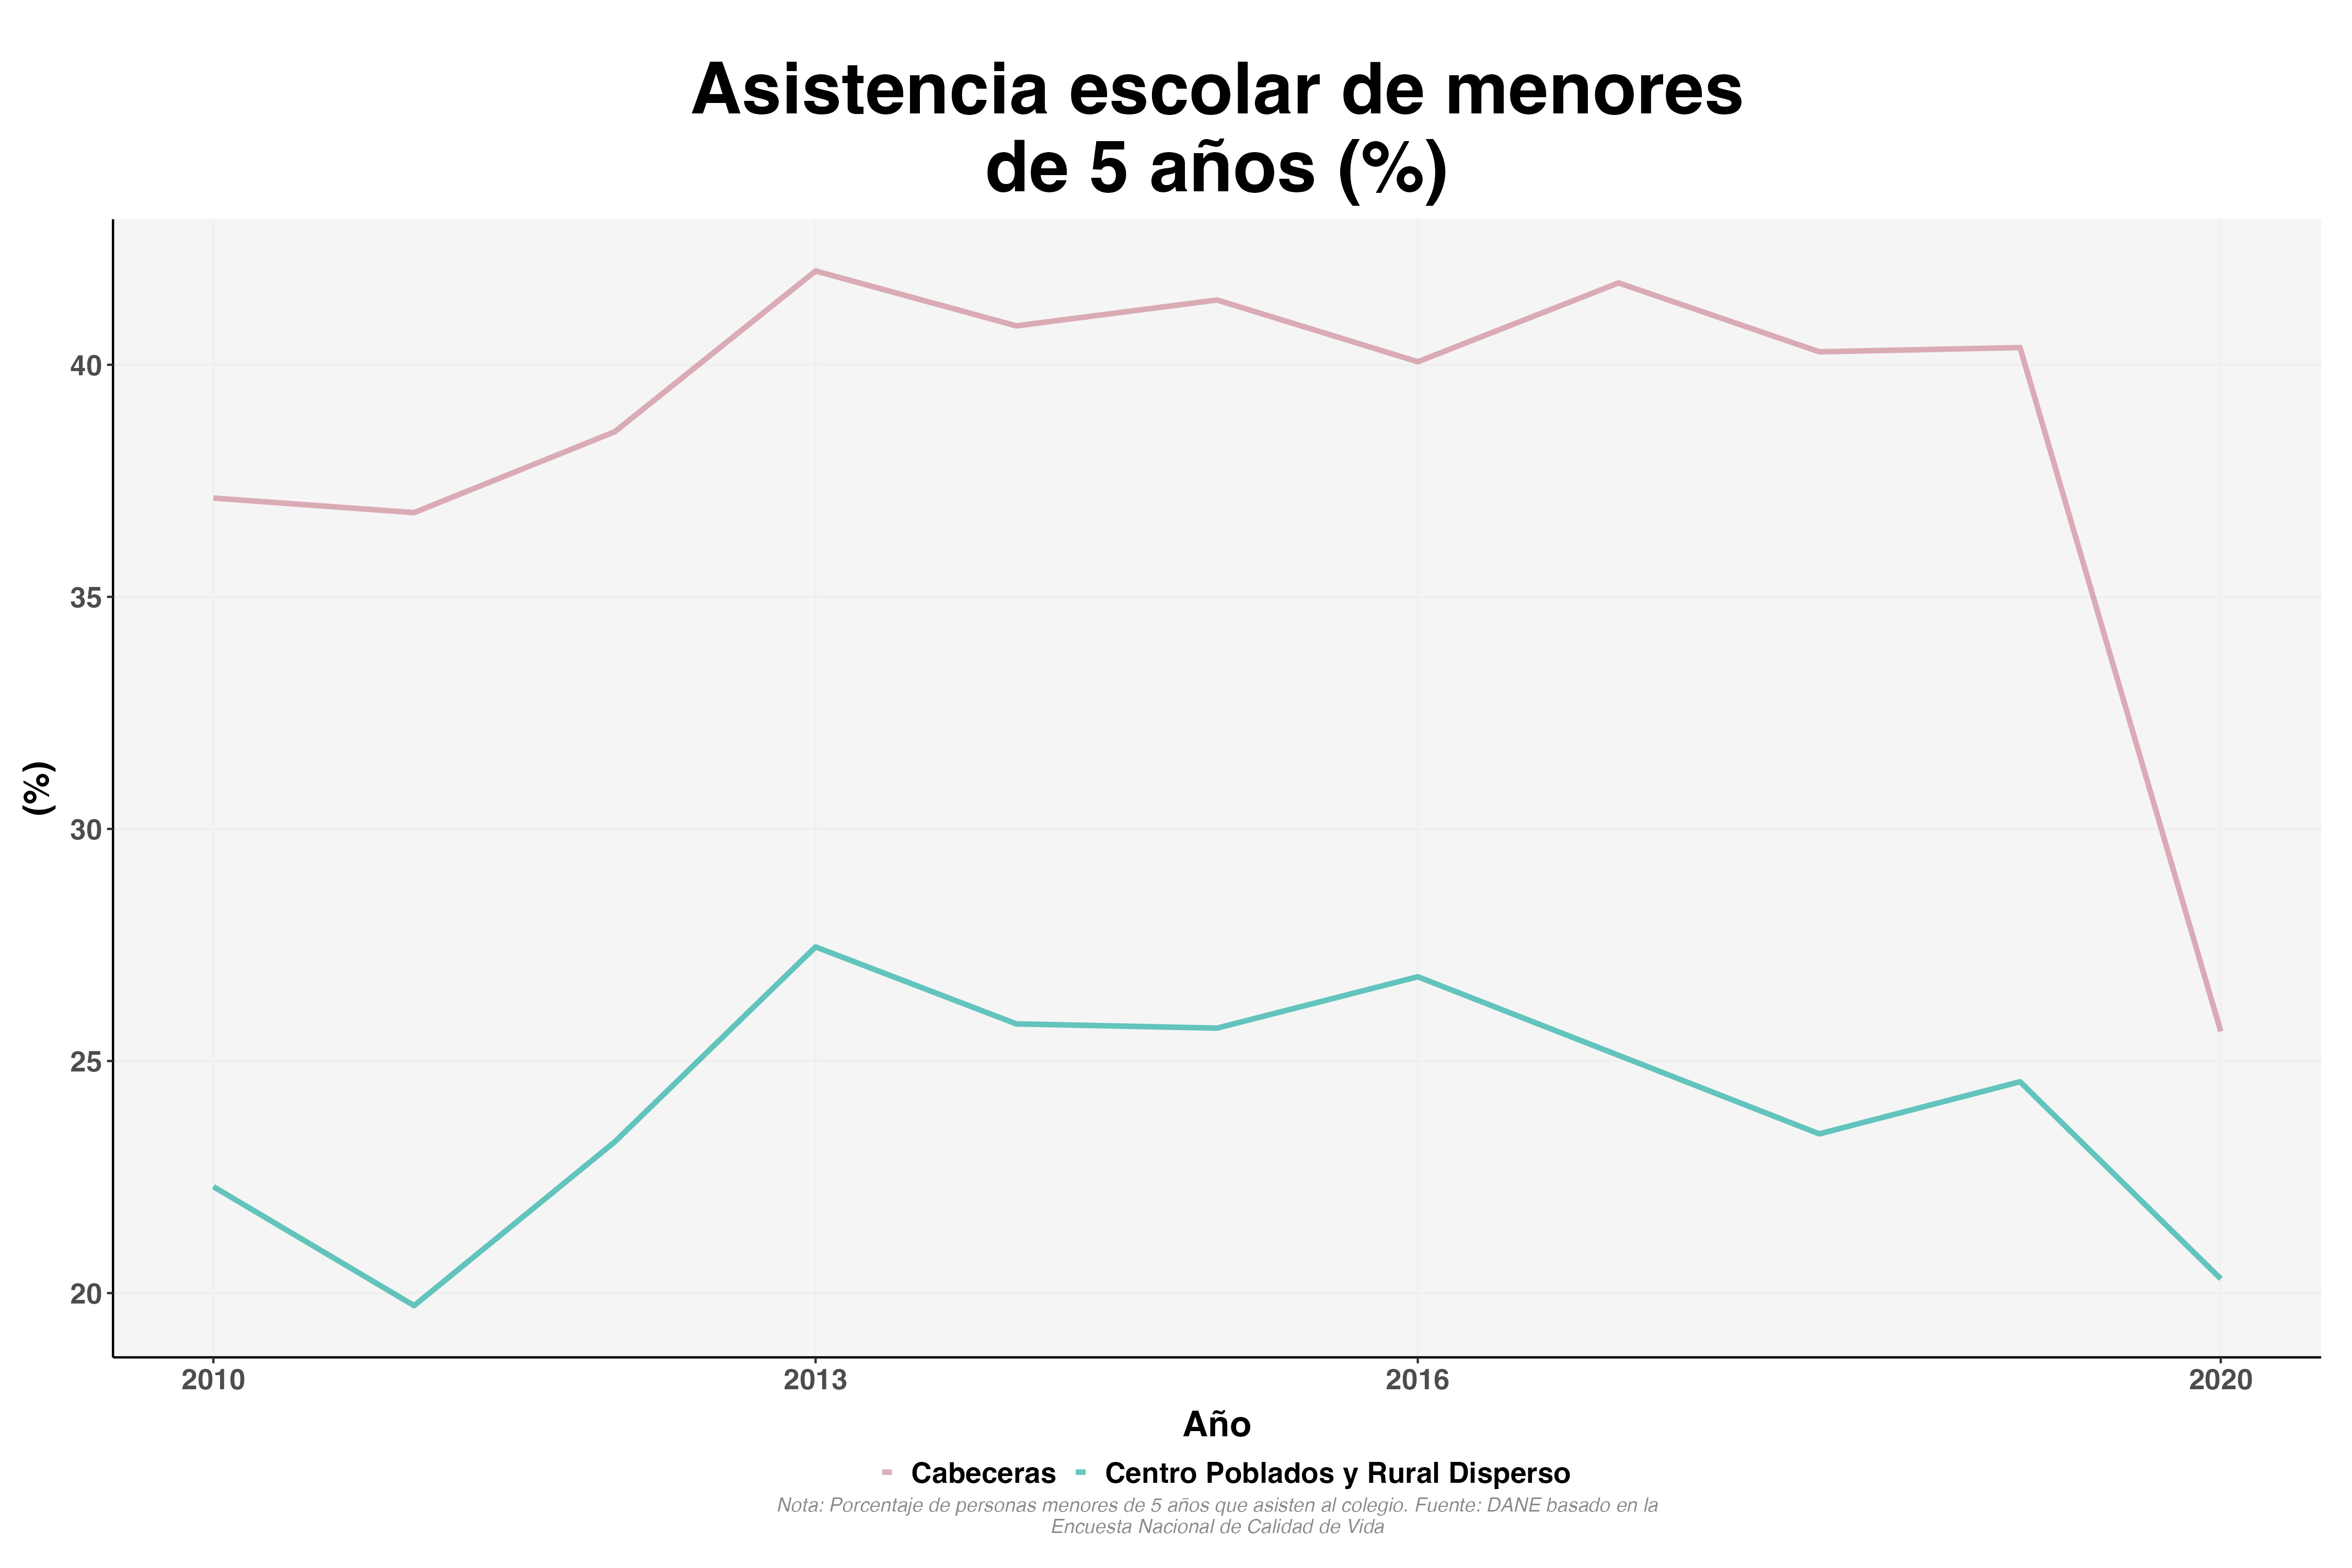 Asistencia escolar de menores
de 5 años (%)
(%)
40
35
30
25
20
2010
2013
2016
2020
Año
Cabeceras
Centro Poblados y Rural Disperso
Nota: Porcentaje de personas menores de 5 años que asisten al colegio. Fuente: DANE basado en la
Encuesta Nacional de Calidad de Vida